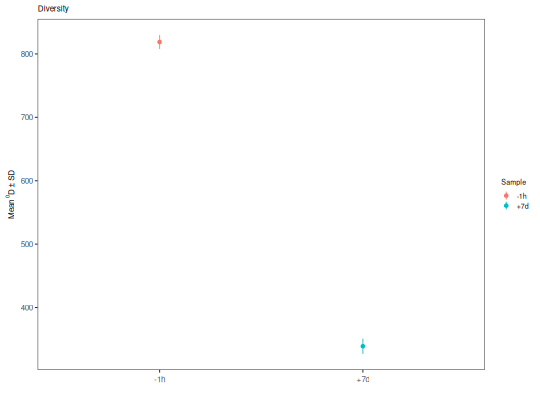 Diversity
Mean ⁰D ± SD
800
700
600
500
400
-1h
+7d
Sample
-1h
+7d